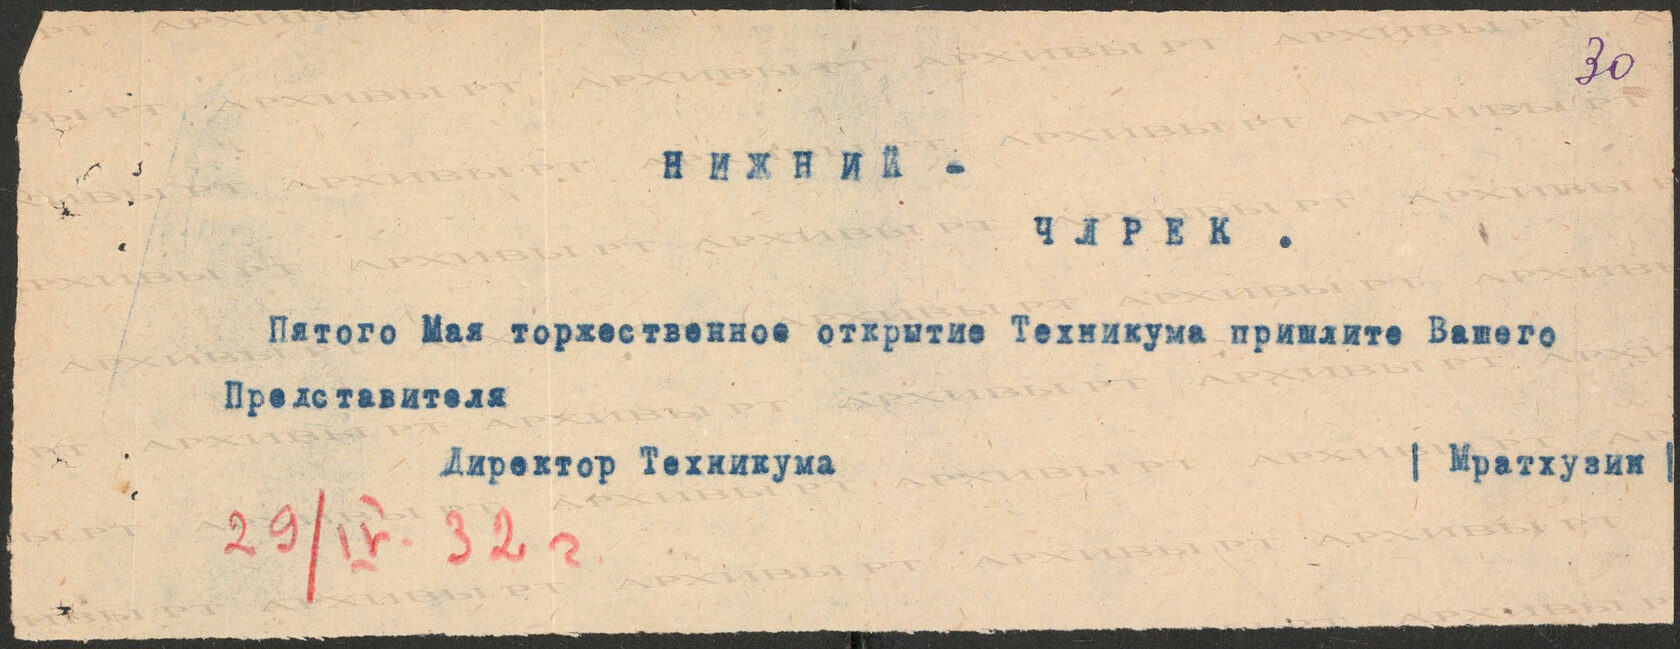 30
НИЖНИЙ -
ЧЛРЕК .
Пятого Мая торжественное открытие Техникума пришлите Вашего
Представителя
Директор Техникума | Мратхузин |
29/IV. 32 г.